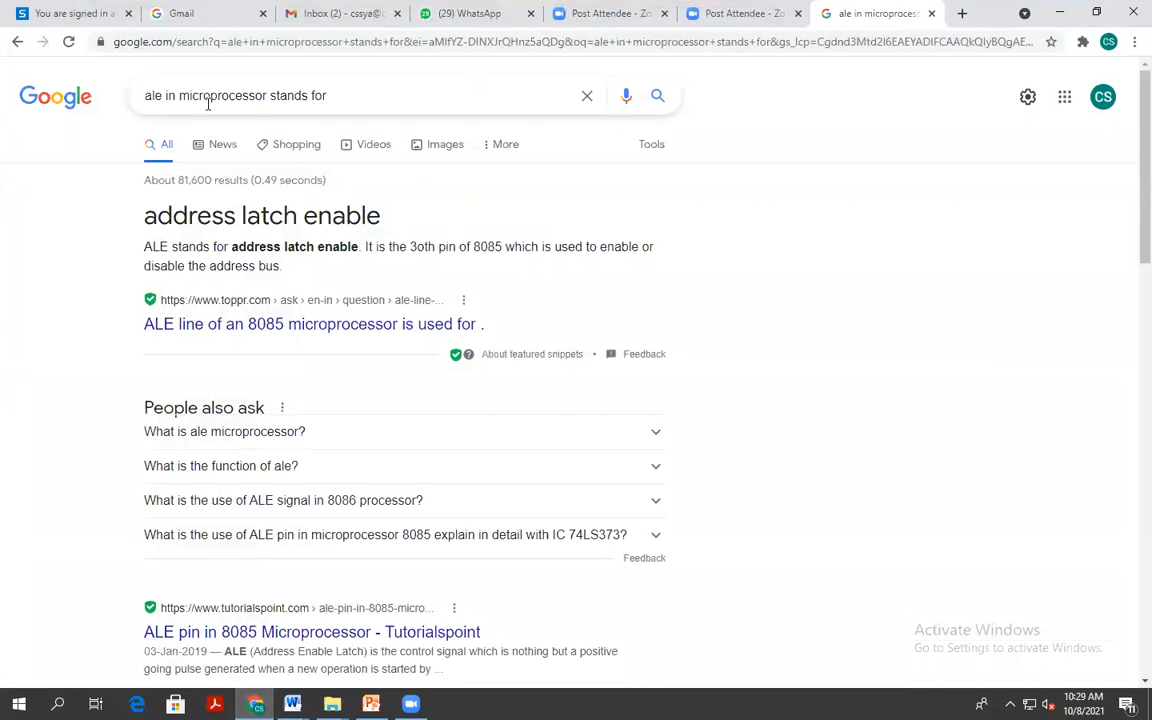 You are signed in a
Gmail
Inbox (2) - cssya@
(29) WhatsApp
Post Attendee - Zo
Post Attendee - Zo
ale in microproces
google.com/search?q=ale+in+microprocessor+stands+for&ei=aMIfYZ-DINXJrQHnz5aQDg&oq=ale+in+microprocessor+stands+for&gs_lcp=Cgdnd3Mtd2l6EAEYADIFCAAQkQIyBQgAE...
CS
Google
ale in microprocessor stands for
CS
All
News
Shopping
Videos
Images
More
Tools
About 81,600 results (0.49 seconds)
address latch enable
ALE stands for address latch enable. It is the 3oth pin of 8085 which is used to enable or
disable the address bus.
https://www.toppr.com › ask › en-in › question › ale-line-...
ALE line of an 8085 microprocessor is used for .
About featured snippets • Feedback
People also ask
What is ale microprocessor?
What is the function of ale?
What is the use of ALE signal in 8086 processor?
What is the use of ALE pin in microprocessor 8085 explain in detail with IC 74LS373?
Feedback
https://www.tutorialspoint.com › ale-pin-in-8085-micro...
ALE pin in 8085 Microprocessor - Tutorialspoint
03-Jan-2019 — ALE (Address Enable Latch) is the control signal which is nothing but a positive
going pulse generated when a new operation is started by ...
Activate Windows
Go to Settings to activate Windows.
10:29 AM
10/8/2021